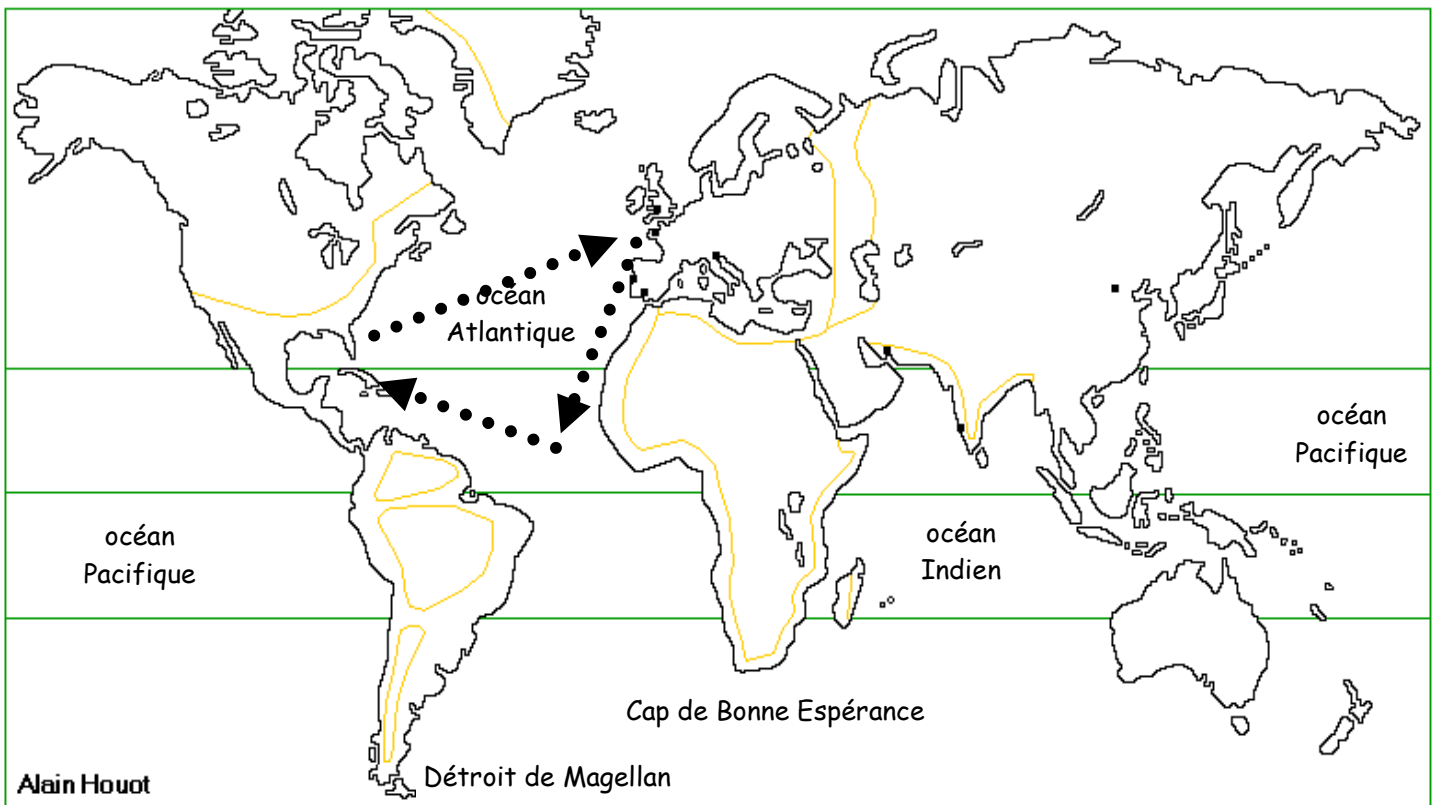 océan
Atlantique
océan
Pacifique
océan
Pacifique
océan
Indien
Cap de Bonne Espérance
Détroit de Magellan
Alain Houot